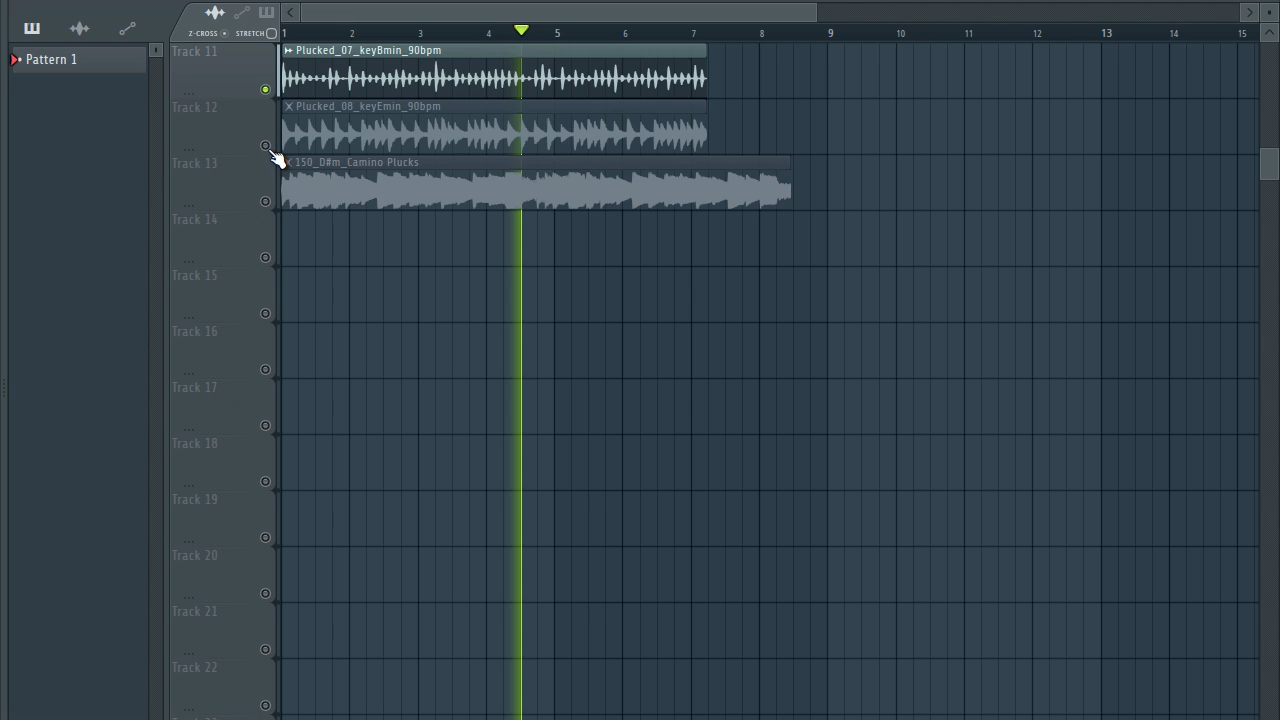 Z-CROSS STRETCH
1 2 3 4 5 6 7 8 9 10 11 12 13 14 15
Pattern 1
Track 11
Plucked_07_keyBmin_90bpm
...
Track 12
Plucked_08_keyEmin_90bpm
...
Track 13
150_D#m_Camino Plucks
...
Track 14
...
Track 15
...
Track 16
...
Track 17
...
Track 18
...
Track 19
...
Track 20
...
Track 21
...
Track 22
...